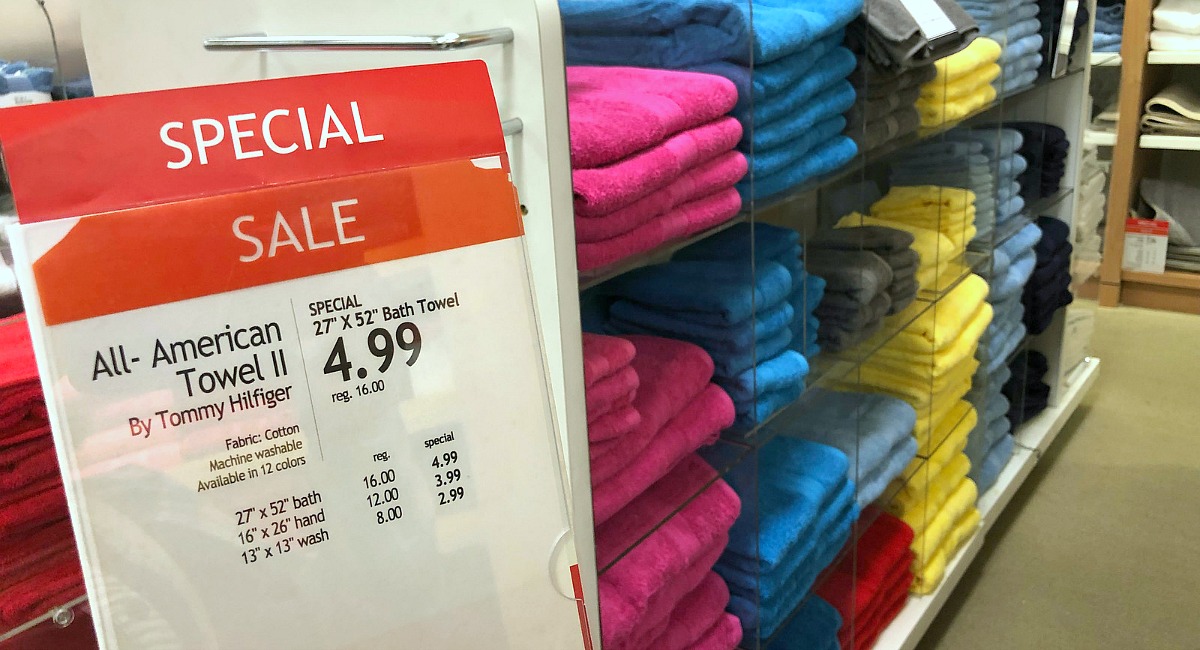 SPECIAL
SALE
All- American
Towel II
By Tommy Hilfiger
Fabric: Cotton
Machine washable
Available in 12 colors
SPECIAL
27" X 52" Bath Towel
4.99
reg. 16.00
reg. special
27" x 52" bath 16.00 4.99
16" x 26" hand 12.00 3.99
13" x 13" wash 8.00 2.99